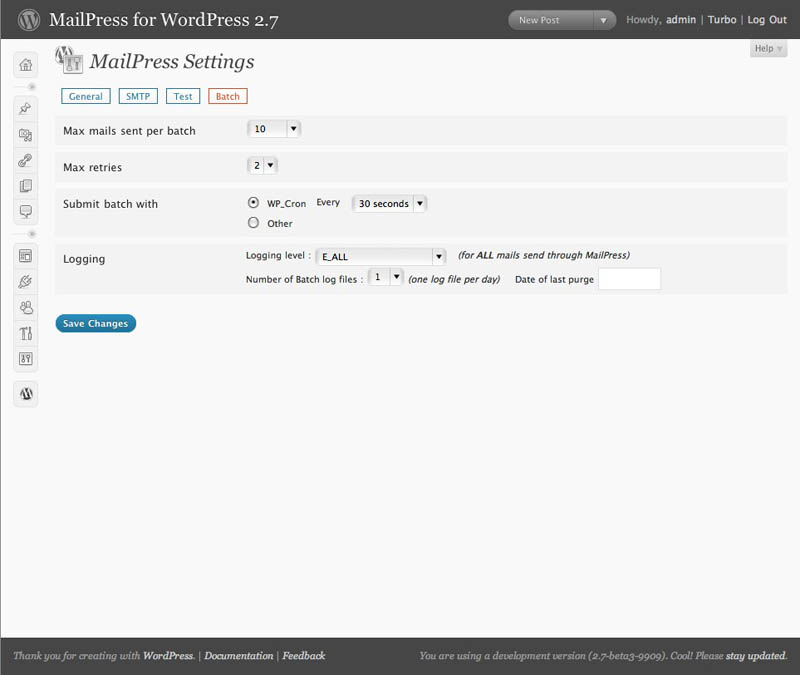 MailPress for WordPress 2.7
New Post
Howdy, admin | Turbo | Log Out
Help
MailPress Settings
General SMTP Test Batch
Max mails sent per batch 10
Max retries 2
Submit batch with WP_Cron Every 30 seconds
Other
Logging Logging level : E_ALL (for ALL mails send through MailPress)
Number of Batch log files : 1 (one log file per day) Date of last purge
Save Changes
Thank you for creating with WordPress. | Documentation | Feedback
You are using a development version (2.7-beta3-9909). Cool! Please stay updated.